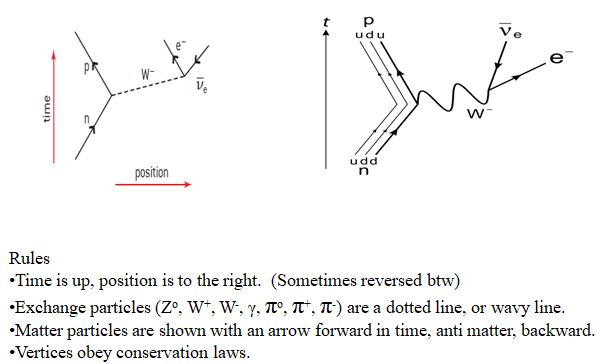 time
p
n
W-
e-
ν̅e
position
t
p
u d u
ν̅e
e⁻
W⁻
u d d
n
Rules
•Time is up, position is to the right.  (Sometimes reversed btw)
•Exchange particles (Z⁰, W⁺, W-, γ, π⁰, π⁺, π-) are a dotted line, or wavy line.
•Matter particles are shown with an arrow forward in time, anti matter, backward.
•Vertices obey conservation laws.